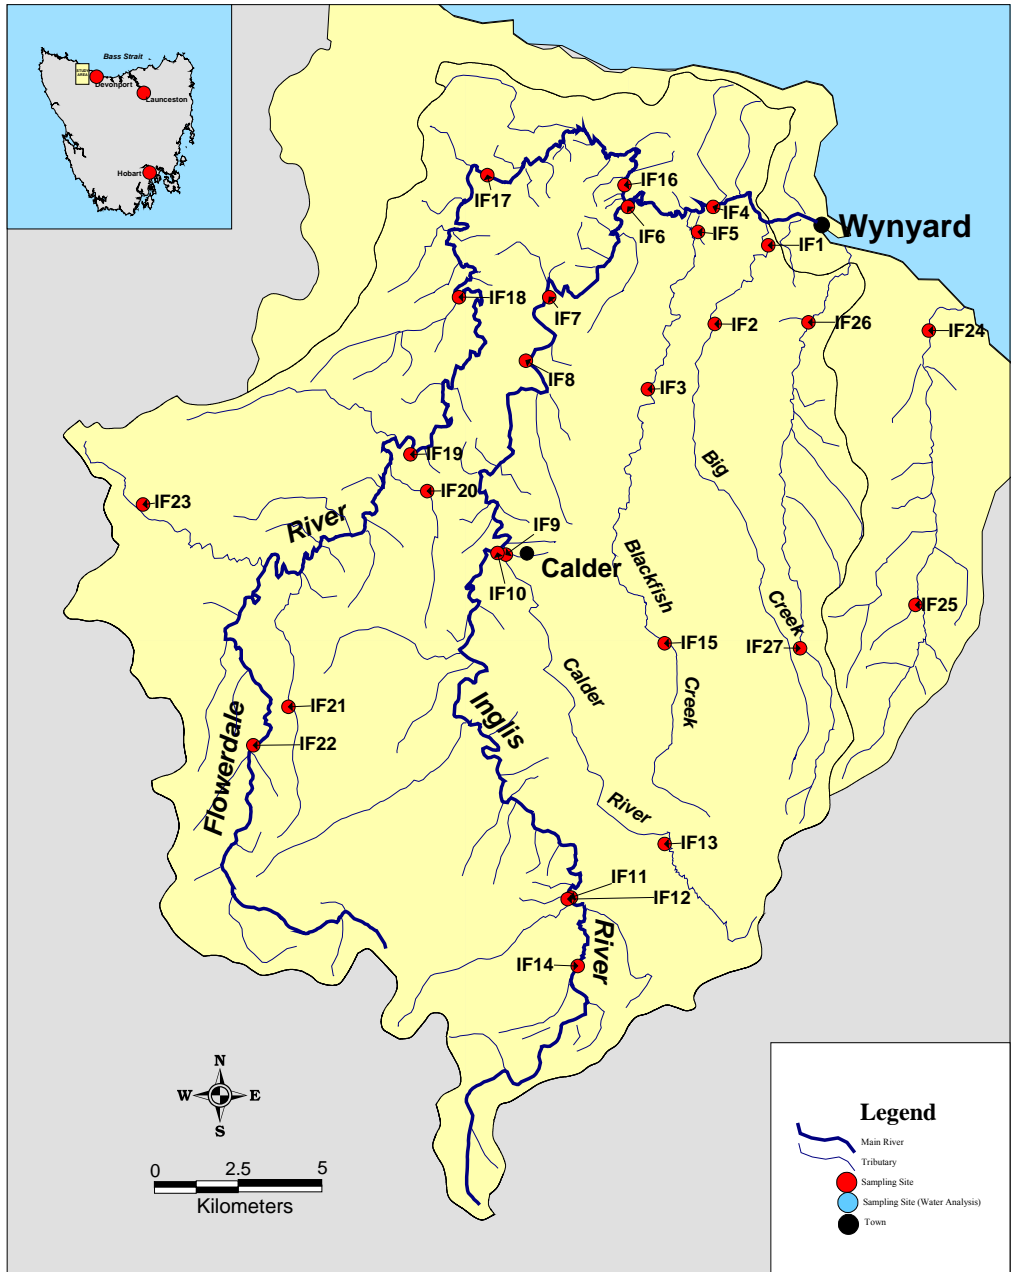 Bass Strait
STUDY
AREA
Devonport
Launceston
Hobart
IF17
IF16
IF4
IF6
IF5
IF1
Wynyard
IF18
IF7
IF2
IF26
IF24
IF8
IF3
IF19
IF20
IF23
River
Big
IF9
Calder
IF10
Blackfish
Creek
IF25
IF15
IF27
Calder
Creek
IF21
Inglis
IF22
Flowerdale
River
IF13
IF11
IF12
River
IF14
N
W E
S
0 2.5 5
Kilometers
Legend
Main River
Tributary
Sampling Site
Sampling Site (Water Analysis)
Town